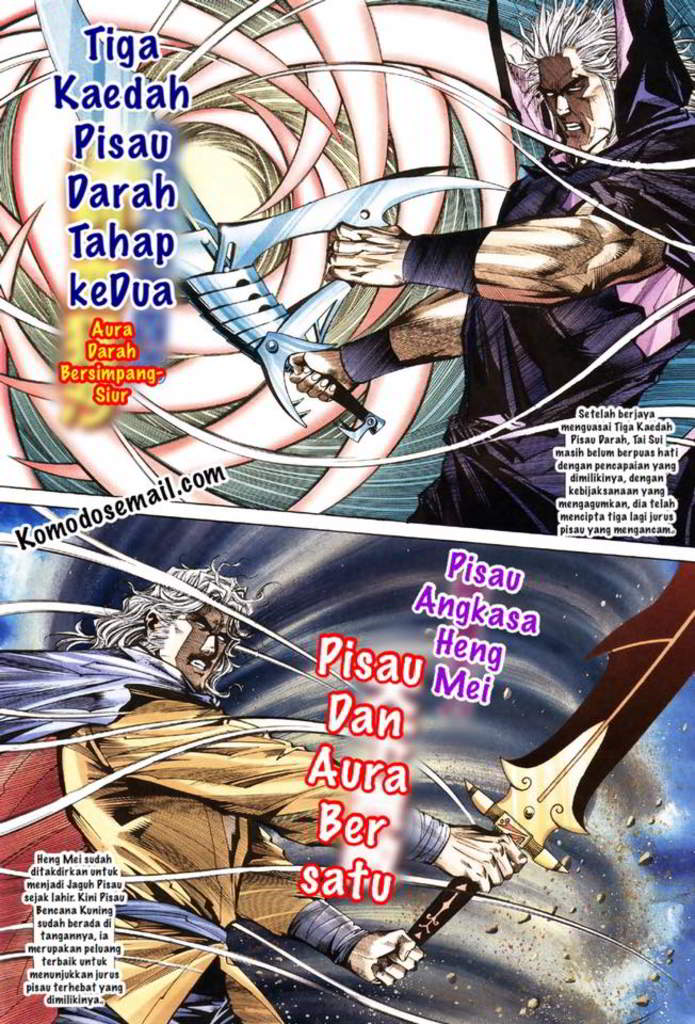 Tiga
Kaedah
Pisau
Darah
Tahap
keDua
Aura
Darah
Bersimpang-
Siur
Setelah berjaya
menguasai Tiga Kaedah
Pisau Darah, Tai Sui
masih belum berpuas hati
dengan pencapaian yang
dimilikinya, dengan
kebijaksanaan yang
mengagumkan, dia telah
mencipta tiga lagi jurus
pisau yang mengancam..
Komodosemail.com
Pisau
Angkasa
Heng
Mei
Pisau
Dan
Aura
Ber
satu
Heng Mei sudah
ditakdirkan untuk
menjadi Jaguh Pisau
sejak lahir. Kini Pisau
Bencana Kuning
sudah berada di
tangannya, ia
merupakan peluang
terbaik untuk
menunjukkan jurus
pisau terhebat yang
dimilikinya..